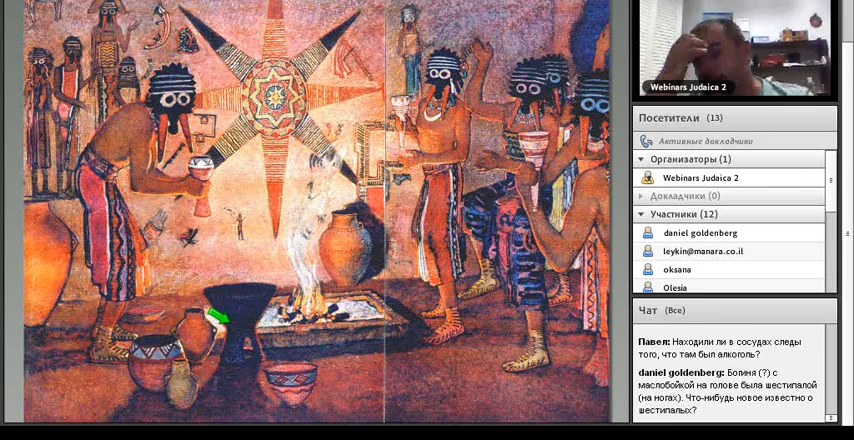 Webinars Judaica 2
Посетители (13)
Активные докладчики
Организаторы (1)
Webinars Judaica 2
Докладчики (0)
Участники (12)
daniel goldenberg
leykin@manara.co.il
oksana
Olesia
Чат (Все)
Павел: Находили ли в сосудах следы
того, что там был алкоголь?
daniel goldenberg: Богиня (?) с
маслобойкой на голове была шестипалой
(на ногах). Что-нибудь новое известно о
шестипалых?